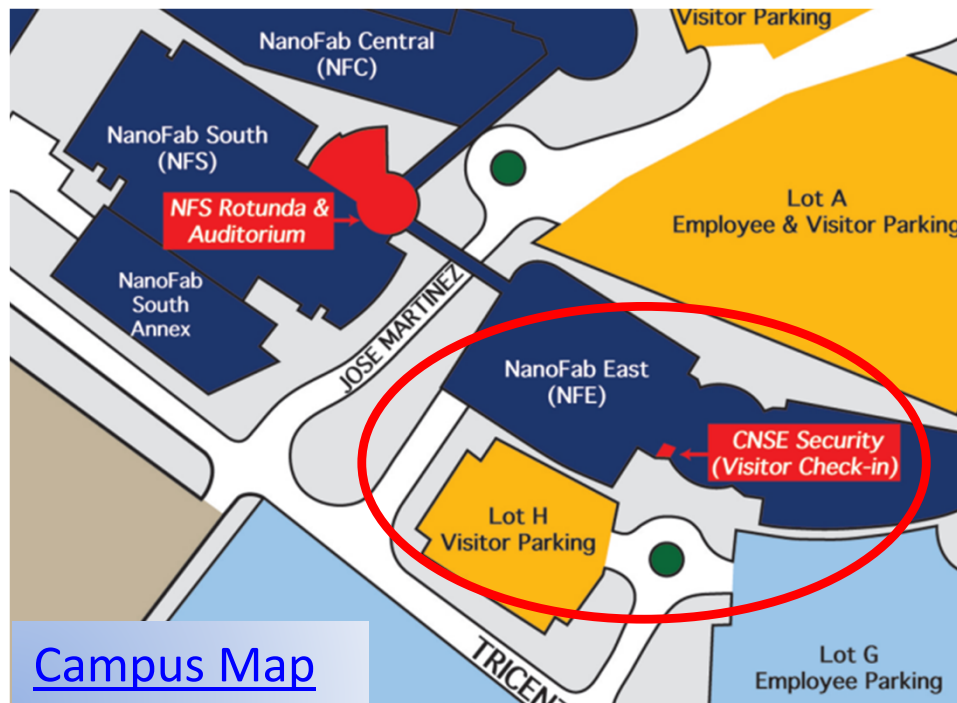 Visitor Parking
NanoFab Central
(NFC)
NanoFab South
(NFS)
NFS Rotunda &
Auditorium
Lot A
Employee & Visitor Parking
NanoFab
South
Annex
JOSE MARTINEZ
NanoFab East
(NFE)
CNSE Security
(Visitor Check-in)
Lot H
Visitor Parking
TRICENT
Lot G
Employee Parking
Campus Map